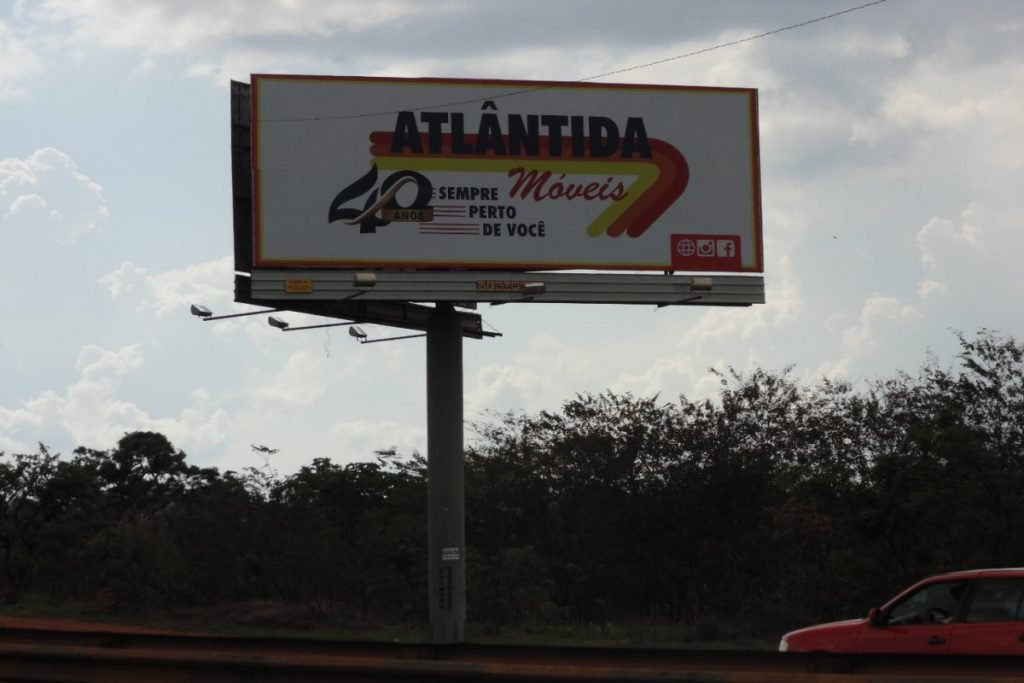 ATLÂNTIDA
Móveis
40
ANOS
SEMPRE
PERTO
DE VOCÊ